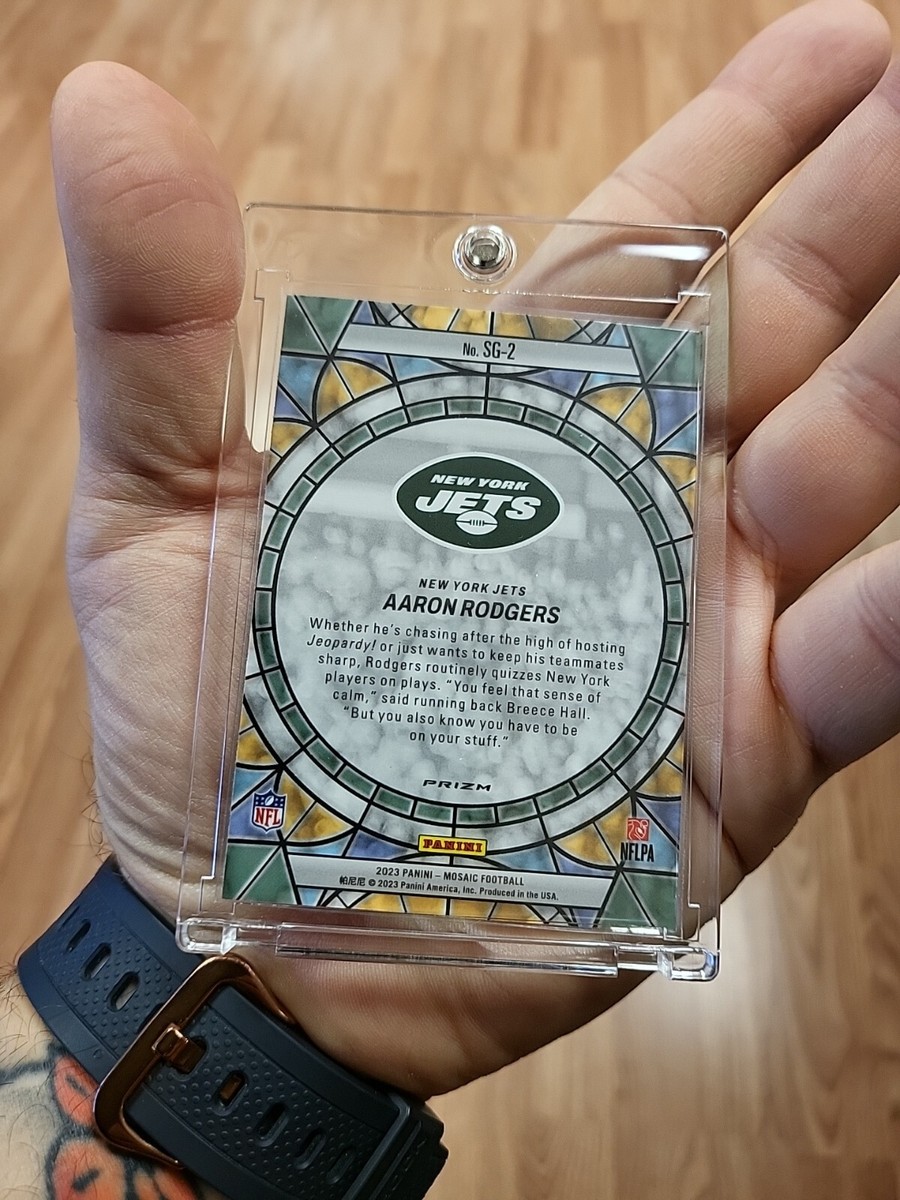 No. SG-2
NEW YORK
JETS
NEW YORK JETS
AARON RODGERS
Whether he's chasing after the high of hosting
Jeopardy! or just wants to keep his teammates
sharp, Rodgers routinely quizzes New York
players on plays. "You feel that sense of
calm," said running back Breece Hall.
"But you also know you have to be
on your stuff."
PRIZM
NFL
PANINI
NFLPA
2023 PANINI – MOSAIC FOOTBALL
帕尼尼 © 2023 Panini America, Inc. Produced in the USA.